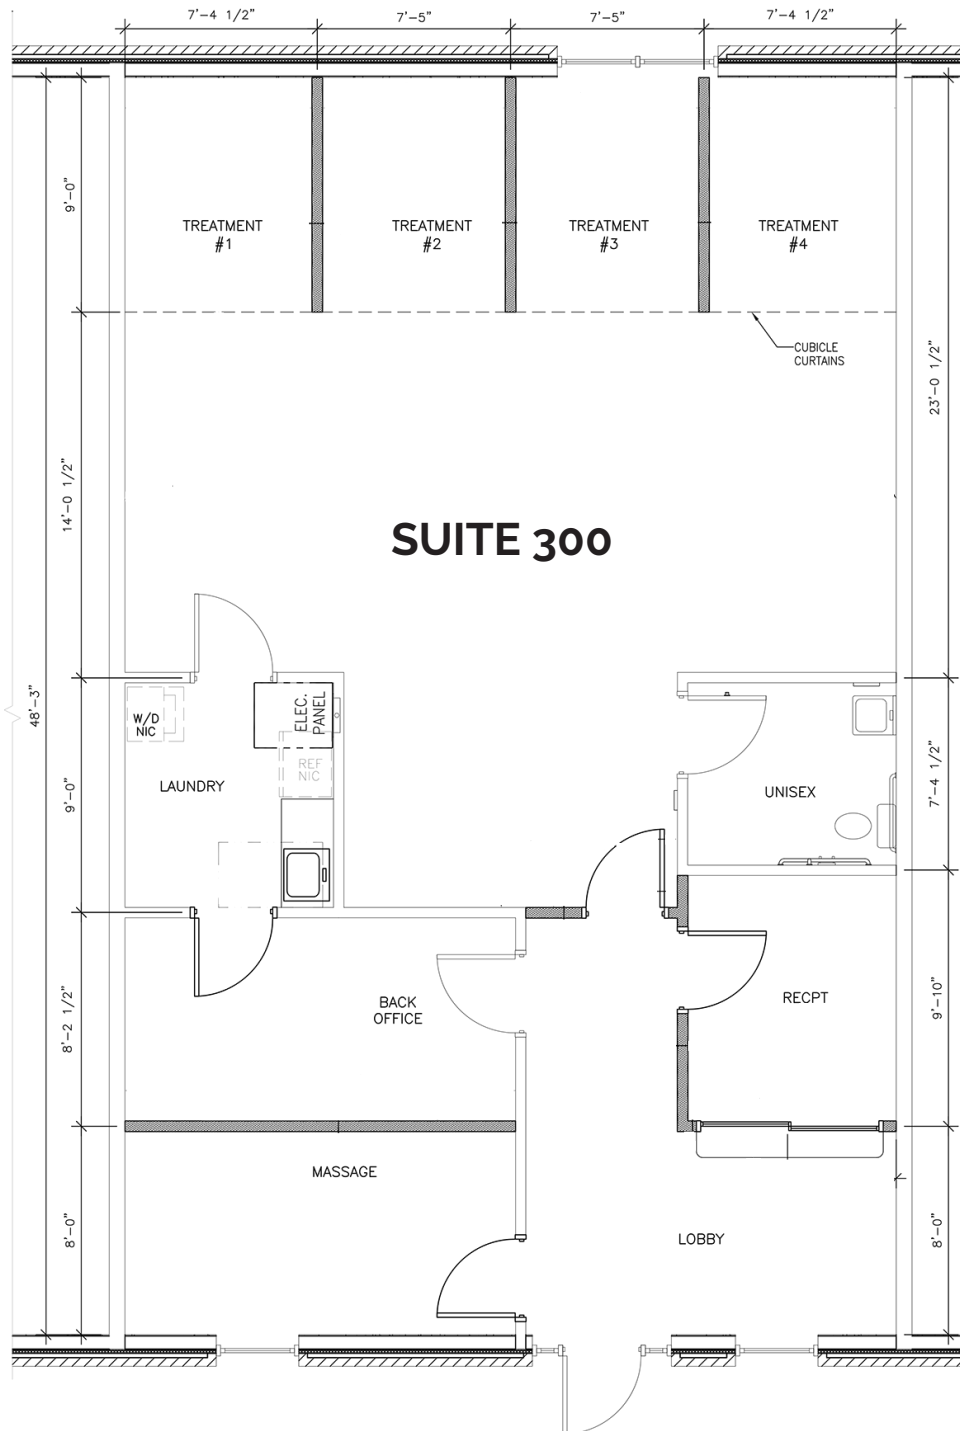 7'-4 1/2"
7'-5"
7'-5"
7'-4 1/2"
9'-0"
TREATMENT
#1
TREATMENT
#2
TREATMENT
#3
TREATMENT
#4
CUBICLE
CURTAINS
23'-0 1/2"
14'-0 1/2"
SUITE 300
48'-3"
W/D
NIC
ELEC.
PANEL
REF
NIC
LAUNDRY
9'-0"
UNISEX
7'-4 1/2"
BACK
OFFICE
RECPT
8'-2 1/2"
9'-10"
MASSAGE
LOBBY
8'-0"
8'-0"